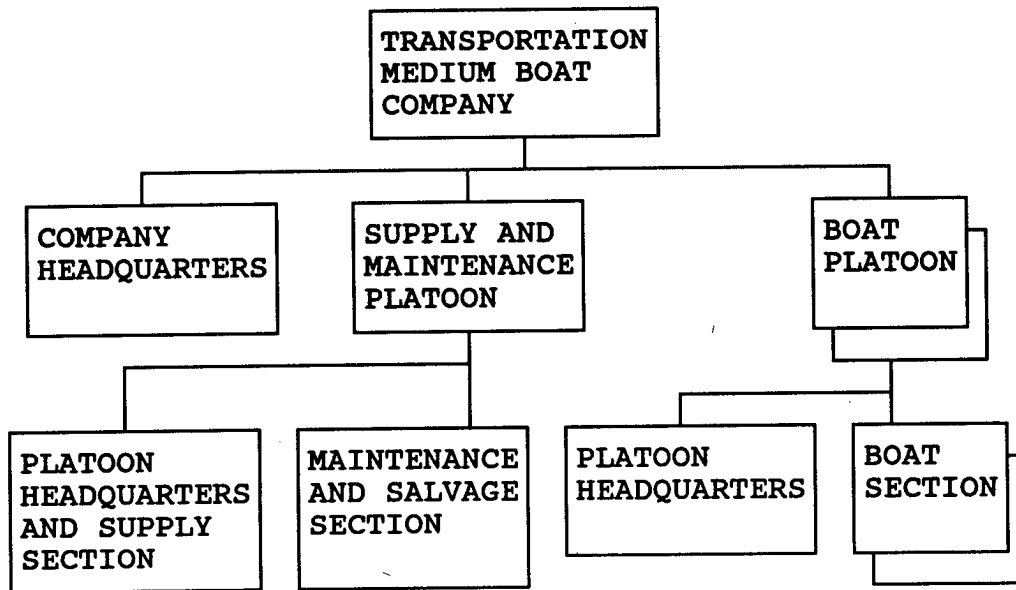 TRANSPORTATION
MEDIUM BOAT
COMPANY
COMPANY
HEADQUARTERS
SUPPLY AND
MAINTENANCE
PLATOON
BOAT
PLATOON
PLATOON
HEADQUARTERS
AND SUPPLY
SECTION
MAINTENANCE
AND SALVAGE
SECTION
PLATOON
HEADQUARTERS
BOAT
SECTION